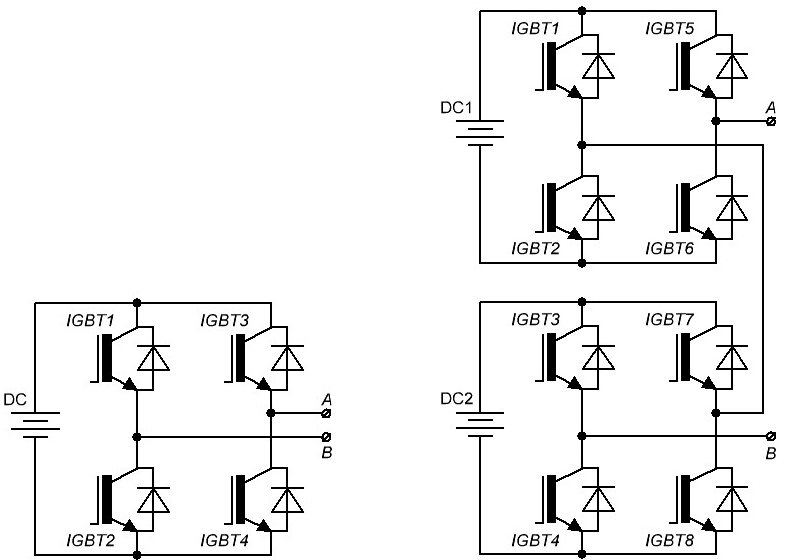 IGBT1 IGBT5
DC1
A
IGBT2 IGBT6
IGBT1 IGBT3
DC
A
B
IGBT2 IGBT4
IGBT3 IGBT7
DC2
B
IGBT4 IGBT8